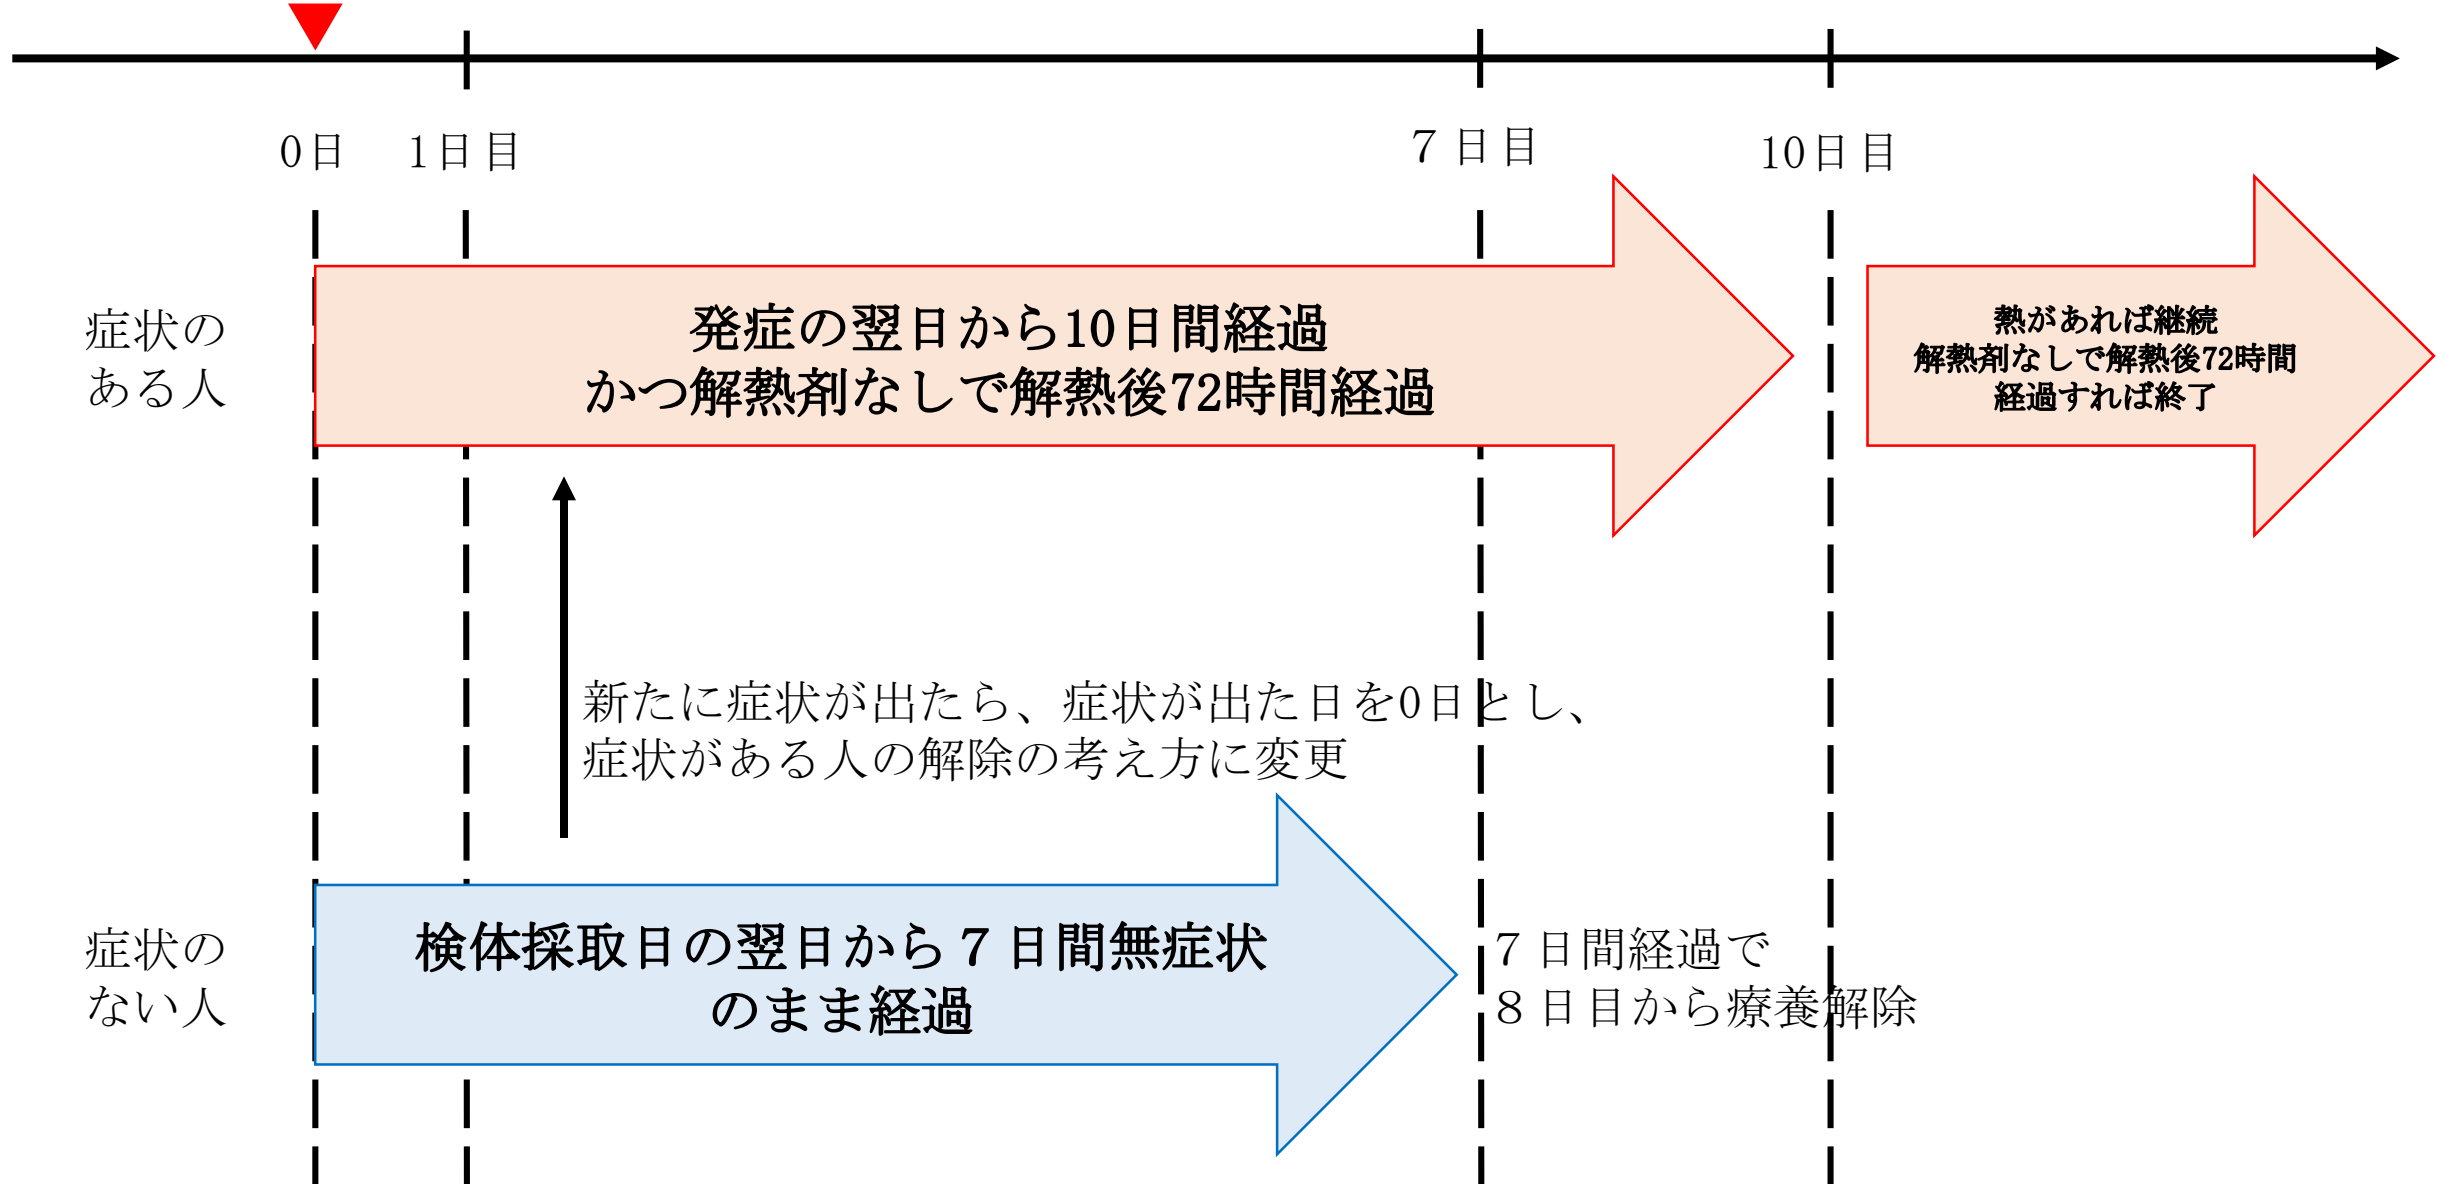 0日
1日目
７日目
10日目
症状の
ある人
発症の翌日から10日間経過
かつ解熱剤なしで解熱後72時間経過
熱があれば継続
解熱剤なしで解熱後72時間
経過すれば終了
新たに症状が出たら、症状が出た日を0日とし、
症状がある人の解除の考え方に変更
症状の
ない人
検体採取日の翌日から７日間無症状
のまま経過
７日間経過で
８日目から療養解除